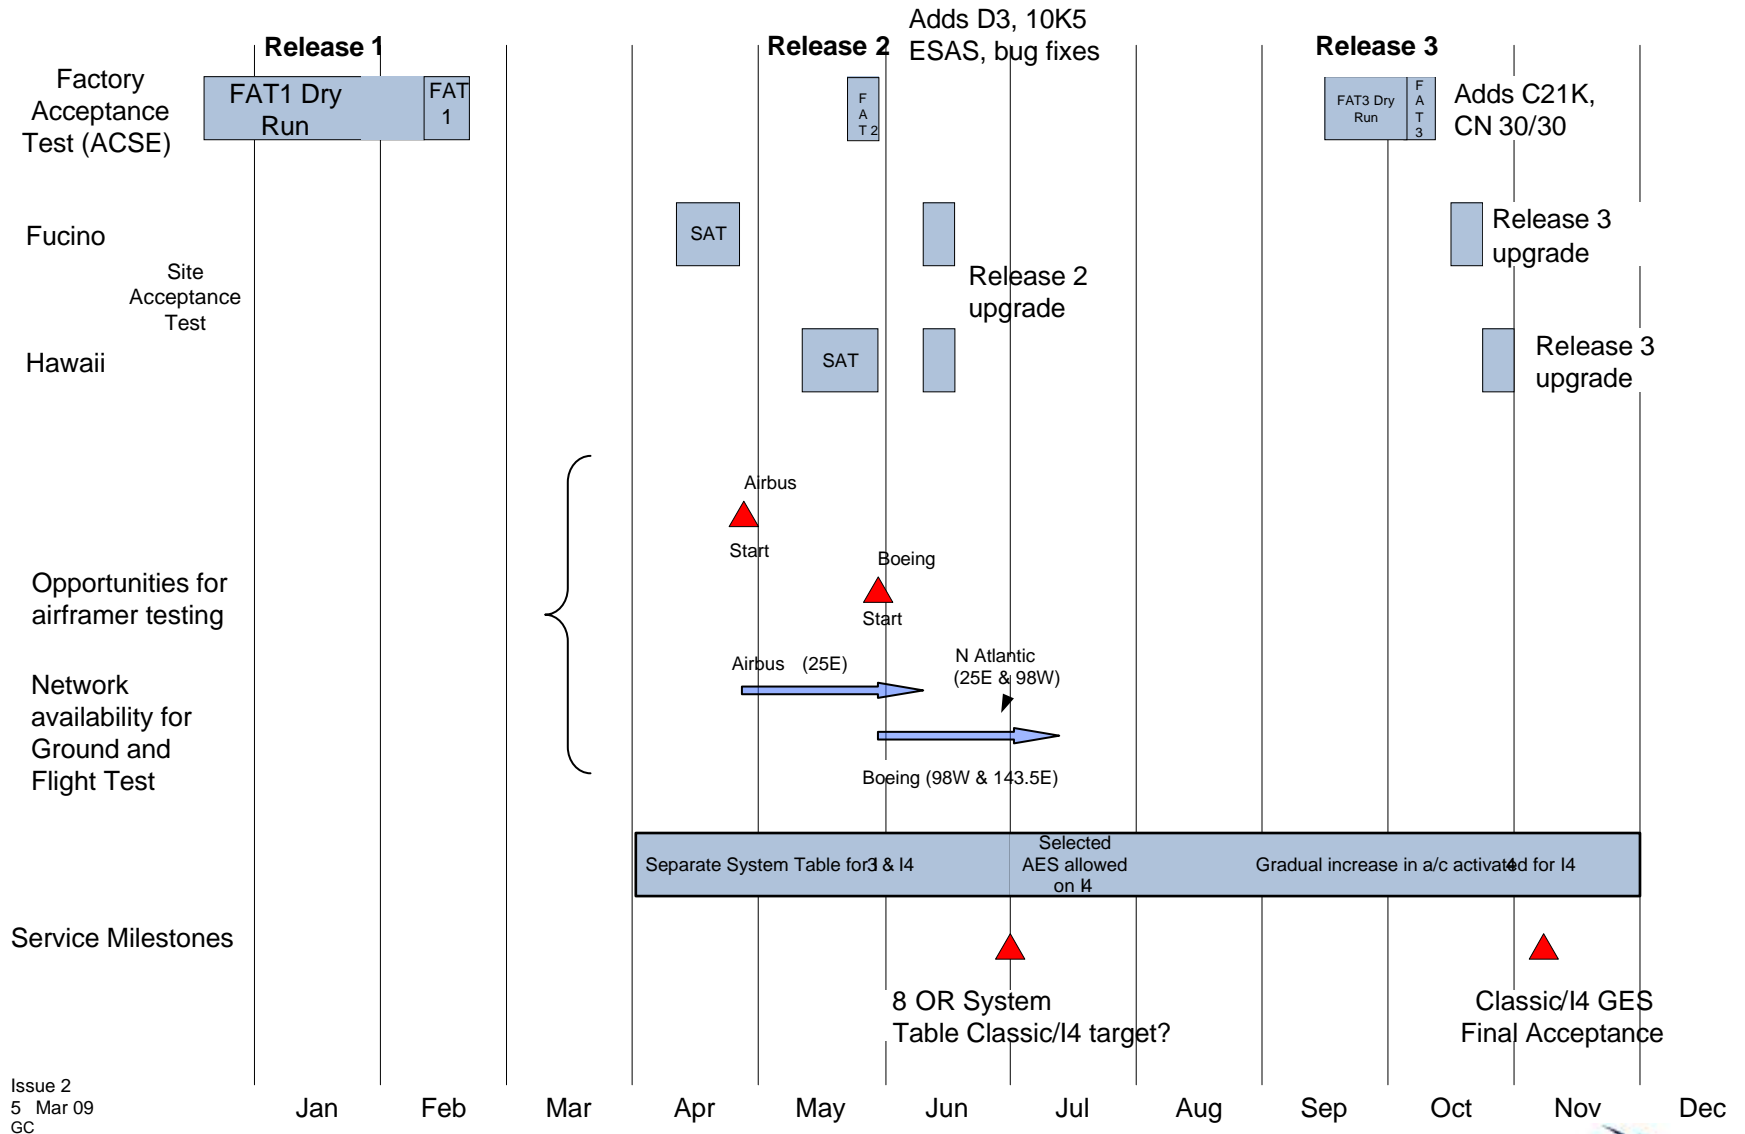 Adds D3, 10K5
ESAS, bug fixes
Release 1
Release 2
Release 3
Factory
Acceptance
Test (ACSE)
FAT1 Dry
Run
FAT
1
F
A
T 2
FAT3 Dry
Run
F
A
T
3
Adds C21K,
CN 30/30
Fucino
SAT
Release 3
upgrade
Site
Acceptance
Test
Release 2
upgrade
Hawaii
SAT
Release 3
upgrade
Airbus
Start
Boeing
Start
Opportunities for
airframer testing
Airbus (25E)
N Atlantic
(25E & 98W)
Network
availability for
Ground and
Flight Test
Boeing (98W & 143.5E)
Separate System Table for I3 & I4
Selected
AES allowed
on I4
Gradual increase in a/c activated for I4
Service Milestones
8 OR System
Table Classic/I4 target?
Classic/I4 GES
Final Acceptance
Issue 2
5 Mar 09
GC
Jan Feb Mar Apr May Jun Jul Aug Sep Oct Nov Dec